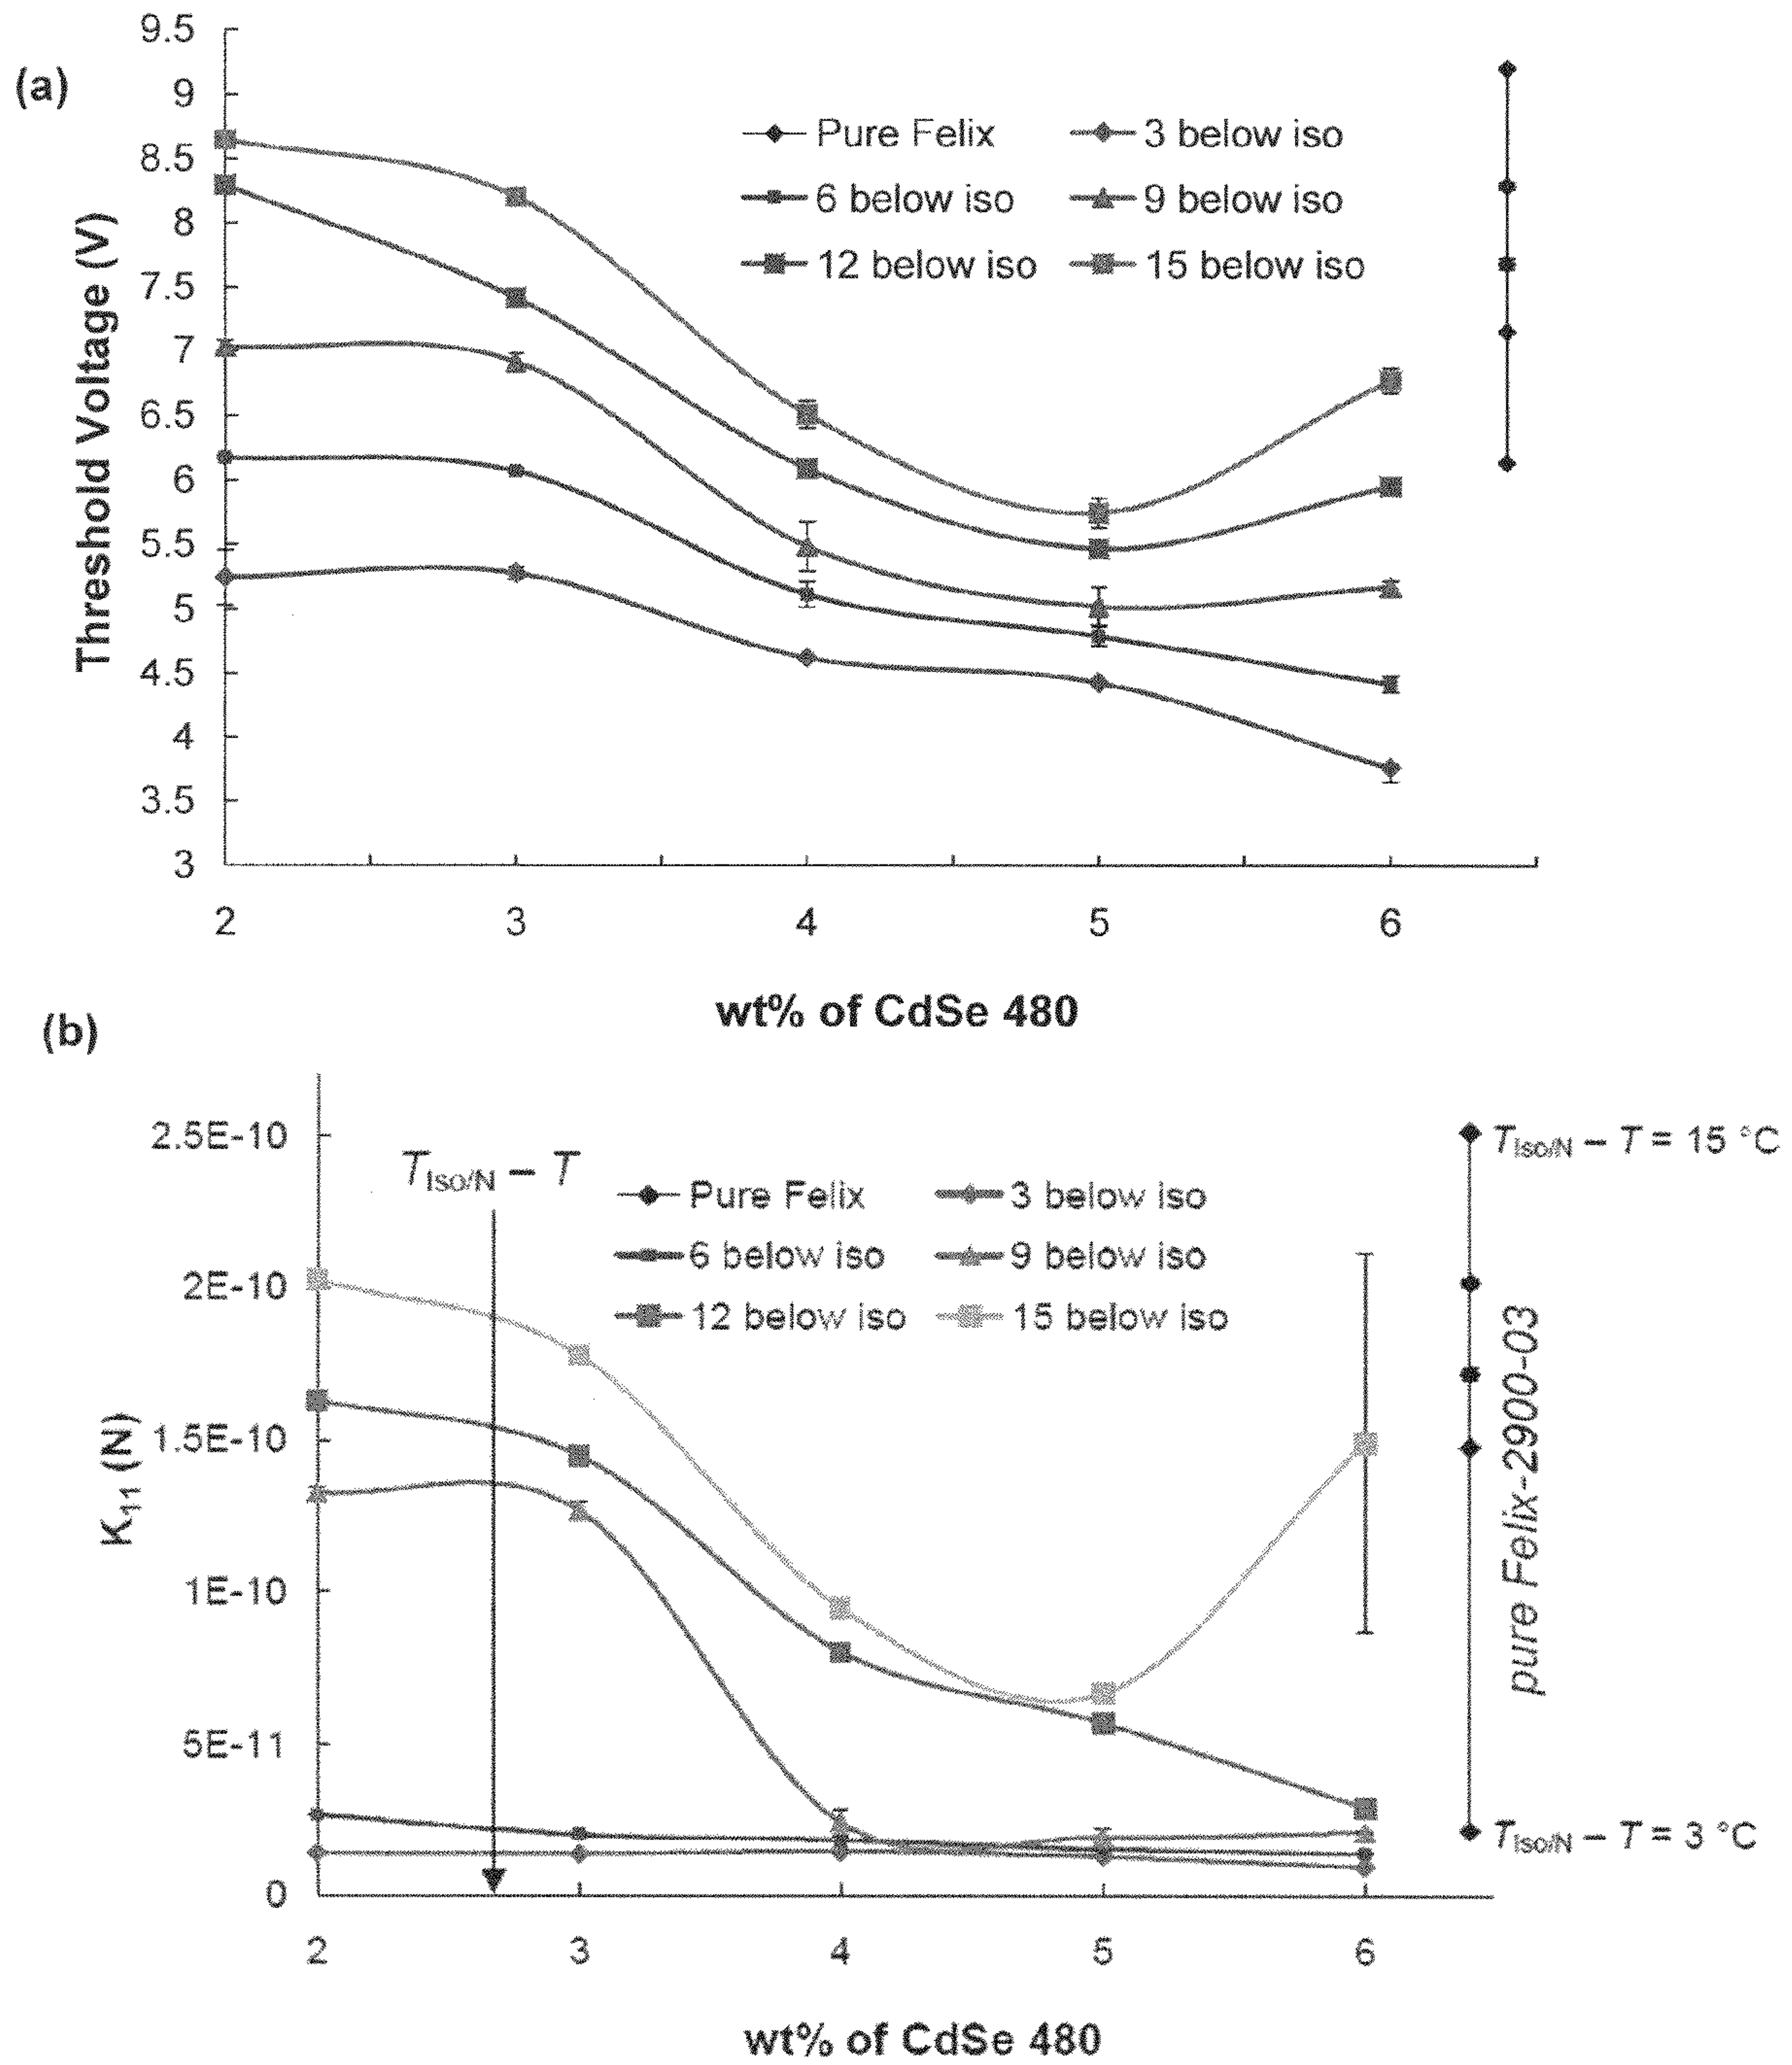 (a)
Threshold Voltage (V)
9.5
9
8.5
8
7.5
7
6.5
6
5.5
5
4.5
4
3.5
3
Pure Felix
3 below iso
6 below iso
9 below iso
12 below iso
15 below iso
2 3 4 5 6
wt% of CdSe 480
(b)
K11 (N)
2.5E-10
2E-10
1.5E-10
1E-10
5E-11
0
TIso/N – T
Pure Felix
3 below iso
6 below iso
9 below iso
12 below iso
15 below iso
TIso/N – T = 15 °C
pure Felix-2900-03
TIso/N – T = 3 °C
2 3 4 5 6
wt% of CdSe 480